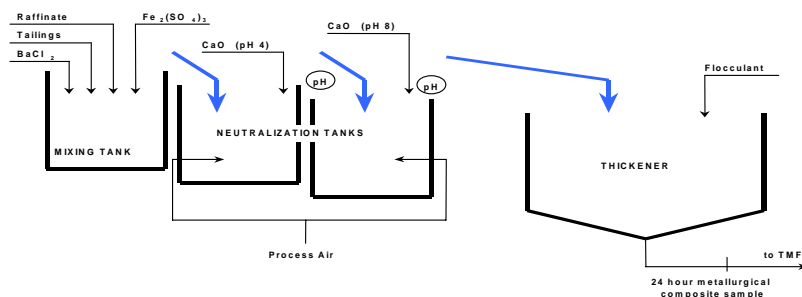 Raffinate
Fe2(SO4)3
Tailings
BaCl2
CaO (pH 4)
CaO (pH 8)
pH
pH
Flocculant
NEUTRALIZATION TANKS
MIXING TANK
THICKENER
Process Air
to TMF
24 hour metallurgical
composite sample